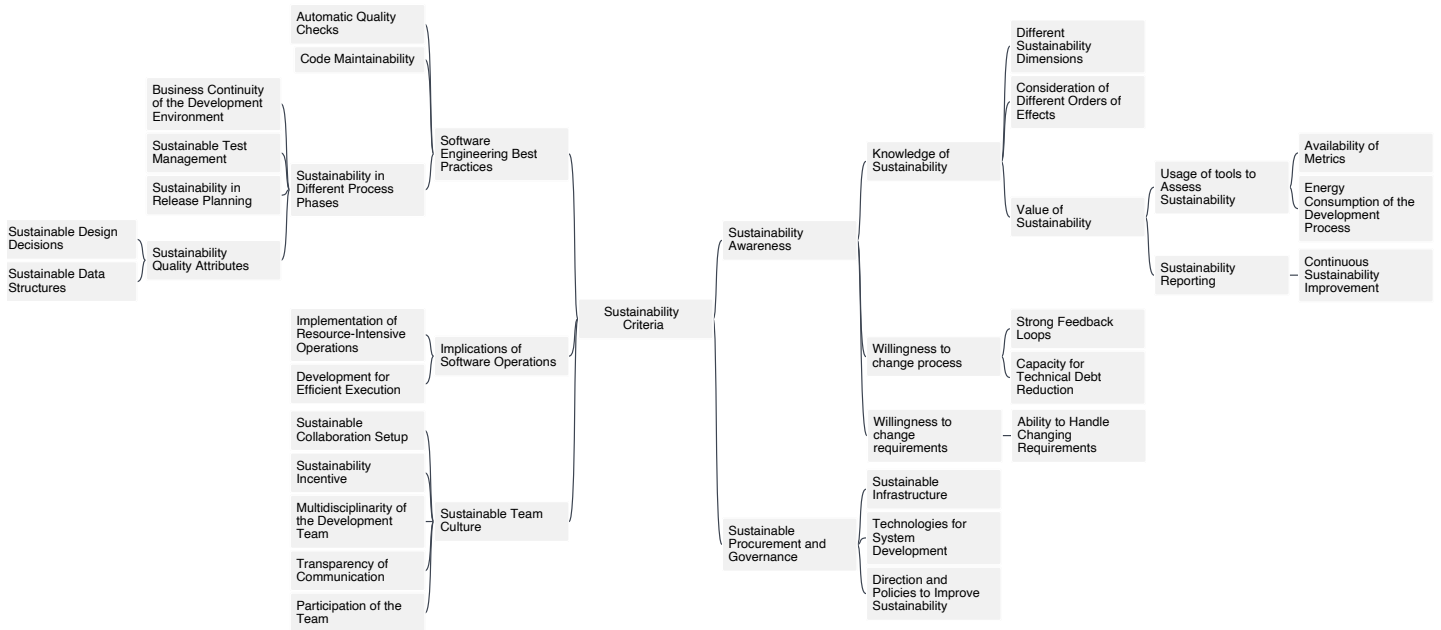 Automatic Quality
Checks
Code Maintainability
Business Continuity
of the Development
Environment
Sustainable Test
Management
Sustainability in
Release Planning
Sustainable Design
Decisions
Sustainable Data
Structures
Sustainability
Quality Attributes
Sustainability in
Different Process
Phases
Software
Engineering Best
Practices
Implementation of
Resource-Intensive
Operations
Development for
Efficient Execution
Implications of
Software Operations
Sustainable
Collaboration Setup
Sustainability
Incentive
Multidisciplinarity of
the Development
Team
Transparency of
Communication
Participation of the
Team
Sustainable Team
Culture
Sustainability
Criteria
Sustainability
Awareness
Knowledge of
Sustainability
Different
Sustainability
Dimensions
Consideration of
Different Orders of
Effects
Value of
Sustainability
Usage of tools to
Assess
Sustainability
Availability of
Metrics
Energy
Consumption of the
Development
Process
Sustainability
Reporting
Continuous
Sustainability
Improvement
Willingness to
change process
Strong Feedback
Loops
Capacity for
Technical Debt
Reduction
Willingness to
change
requirements
Ability to Handle
Changing
Requirements
Sustainable
Procurement and
Governance
Sustainable
Infrastructure
Technologies for
System
Development
Direction and
Policies to Improve
Sustainability